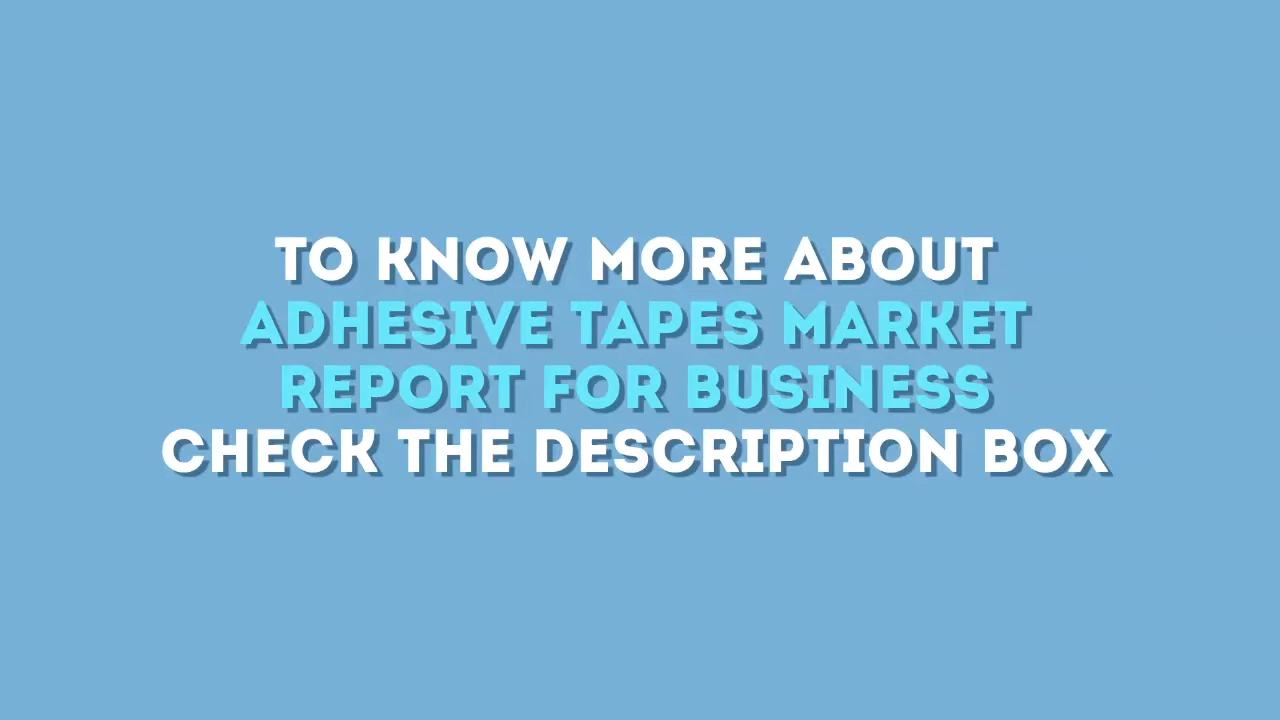 TO KNOW MORE ABOUT
ADHESIVE TAPES MARKET
REPORT FOR BUSINESS
CHECK THE DESCRIPTION BOX